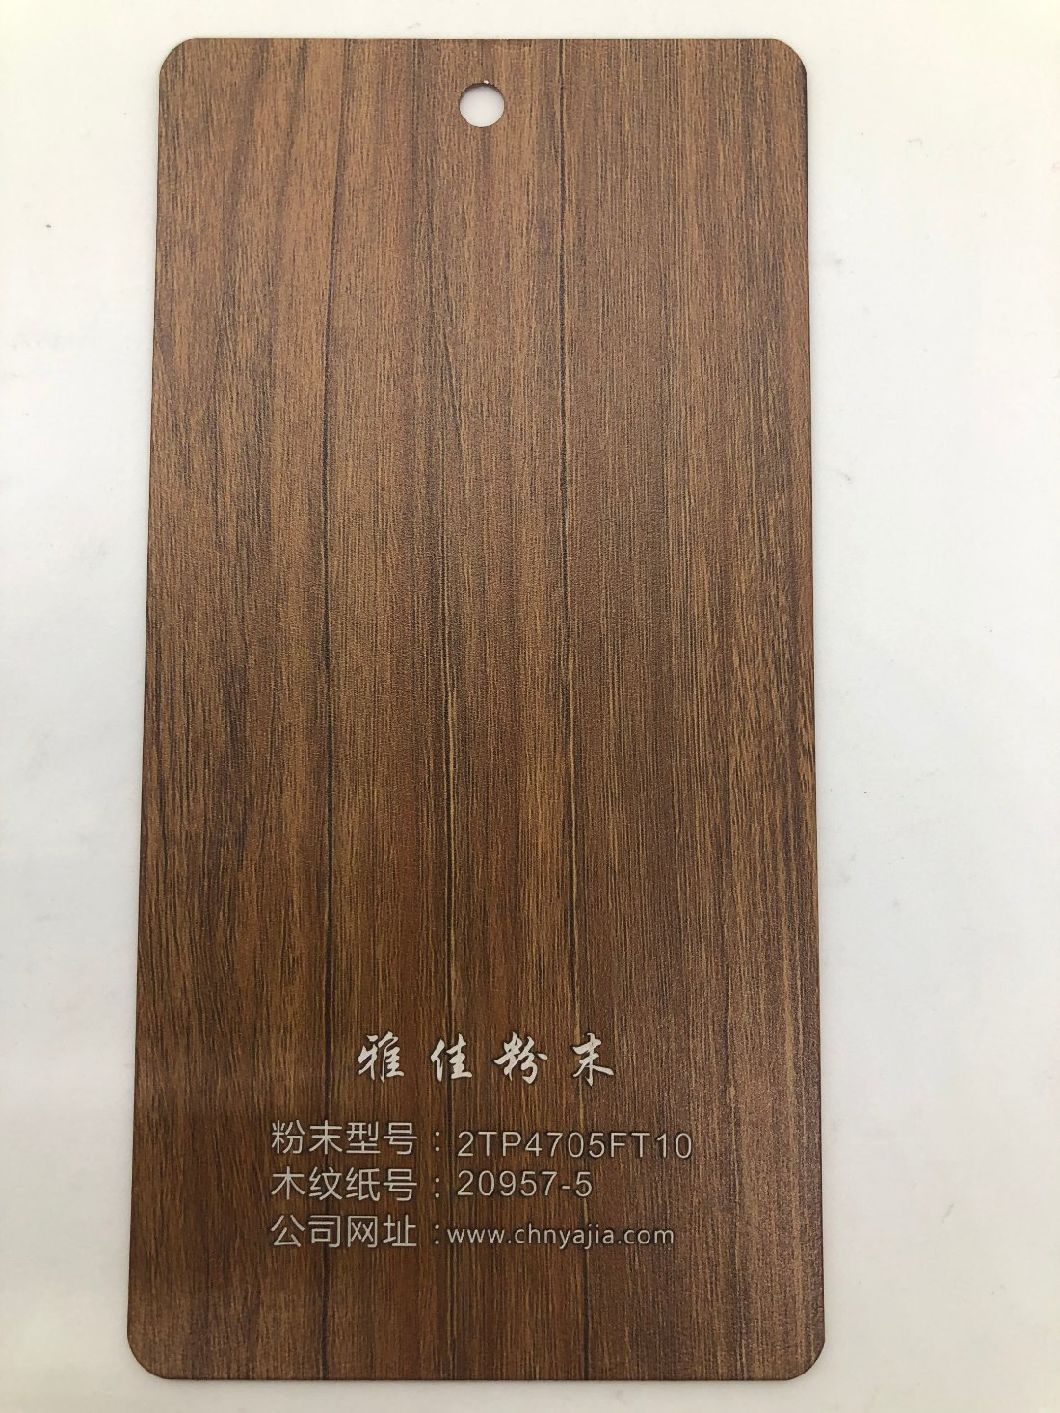 雅佳粉末
粉末型号：2TP4705FT10
木纹纸号：20957-5
公司网址：www.chnyajia.com